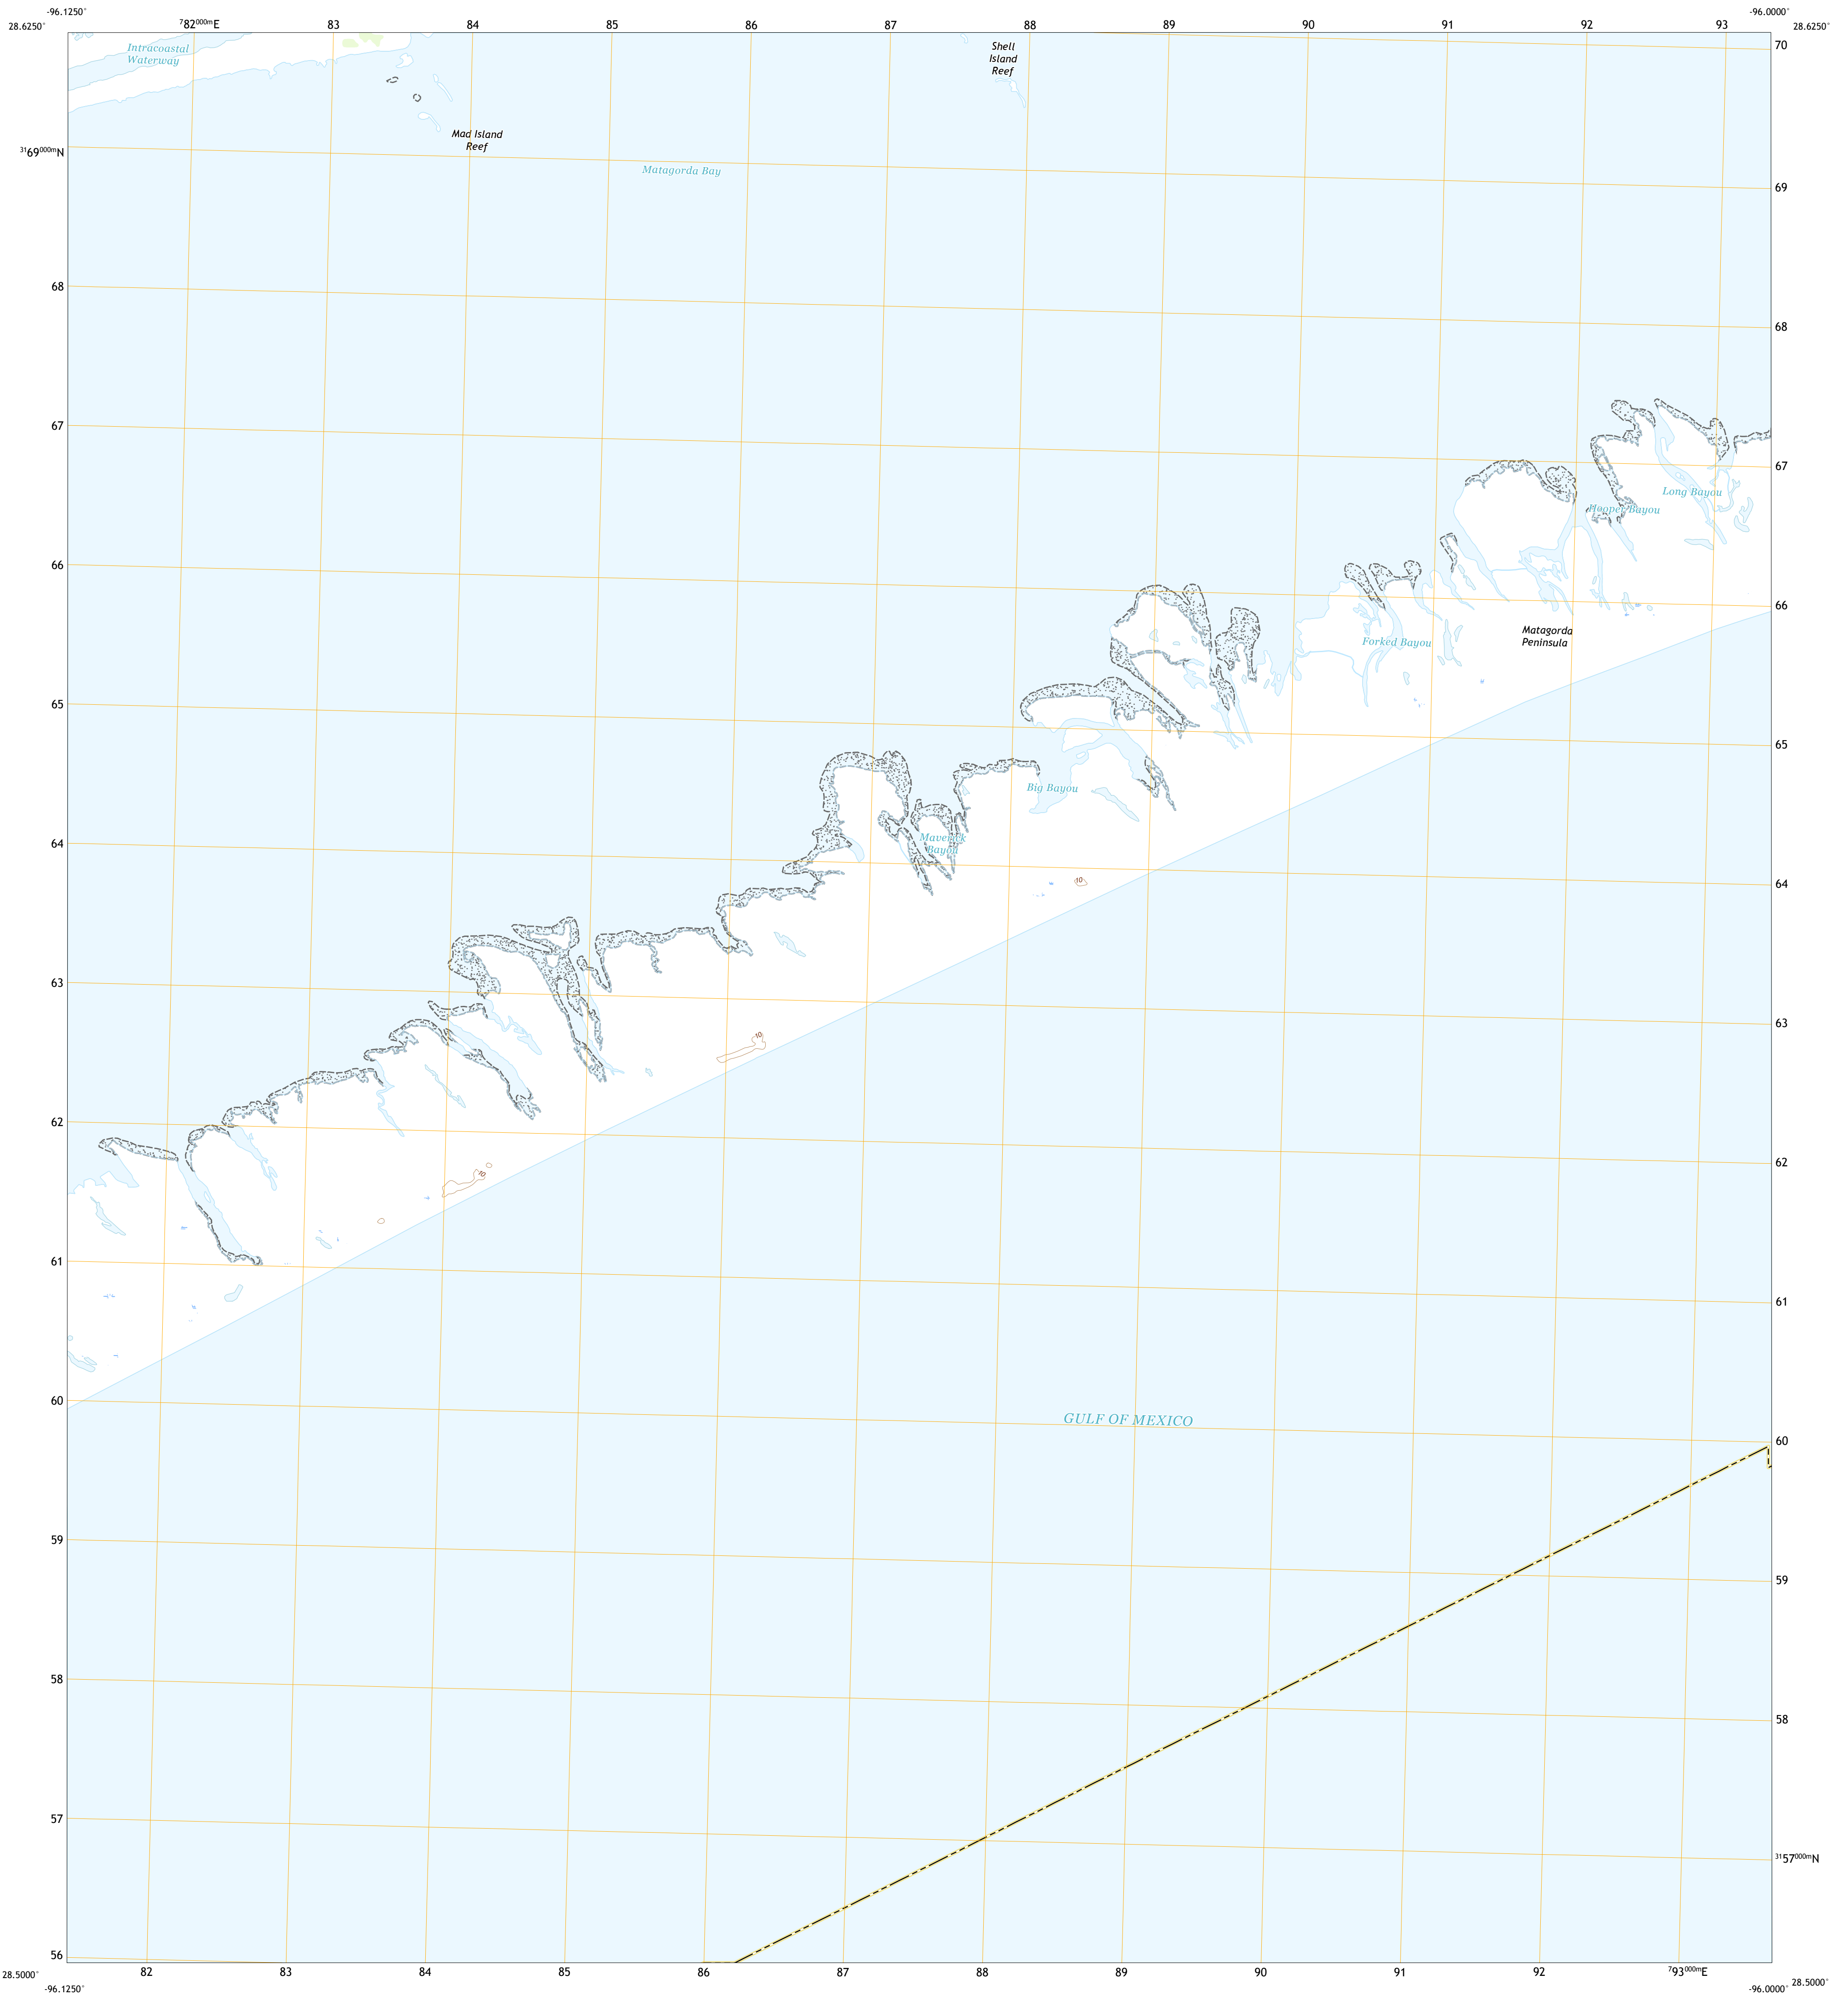 -96.1250°
-96.0000°
28.6250°
782000mE
83
84
85
86
87
88
89
90
91
92
93
28.6250°
Intracoastal
Waterway
Shell
Island
Reef
70
Mad Island
Reef
3169000mN
Matagorda Bay
69
68
68
67
67
Long Bayou
Hooper Bayou
66
66
Matagorda
Peninsula
Forked Bayou
65
65
Big Bayou
64
Maverick
Bayou
10
64
63
63
10
62
62
10
61
61
60
GULF OF MEXICO
60
59
59
58
58
57
3157000mN
56
28.5000°
82
83
84
85
86
87
88
89
90
91
92
793000mE
28.5000°
-96.1250°
-96.0000°